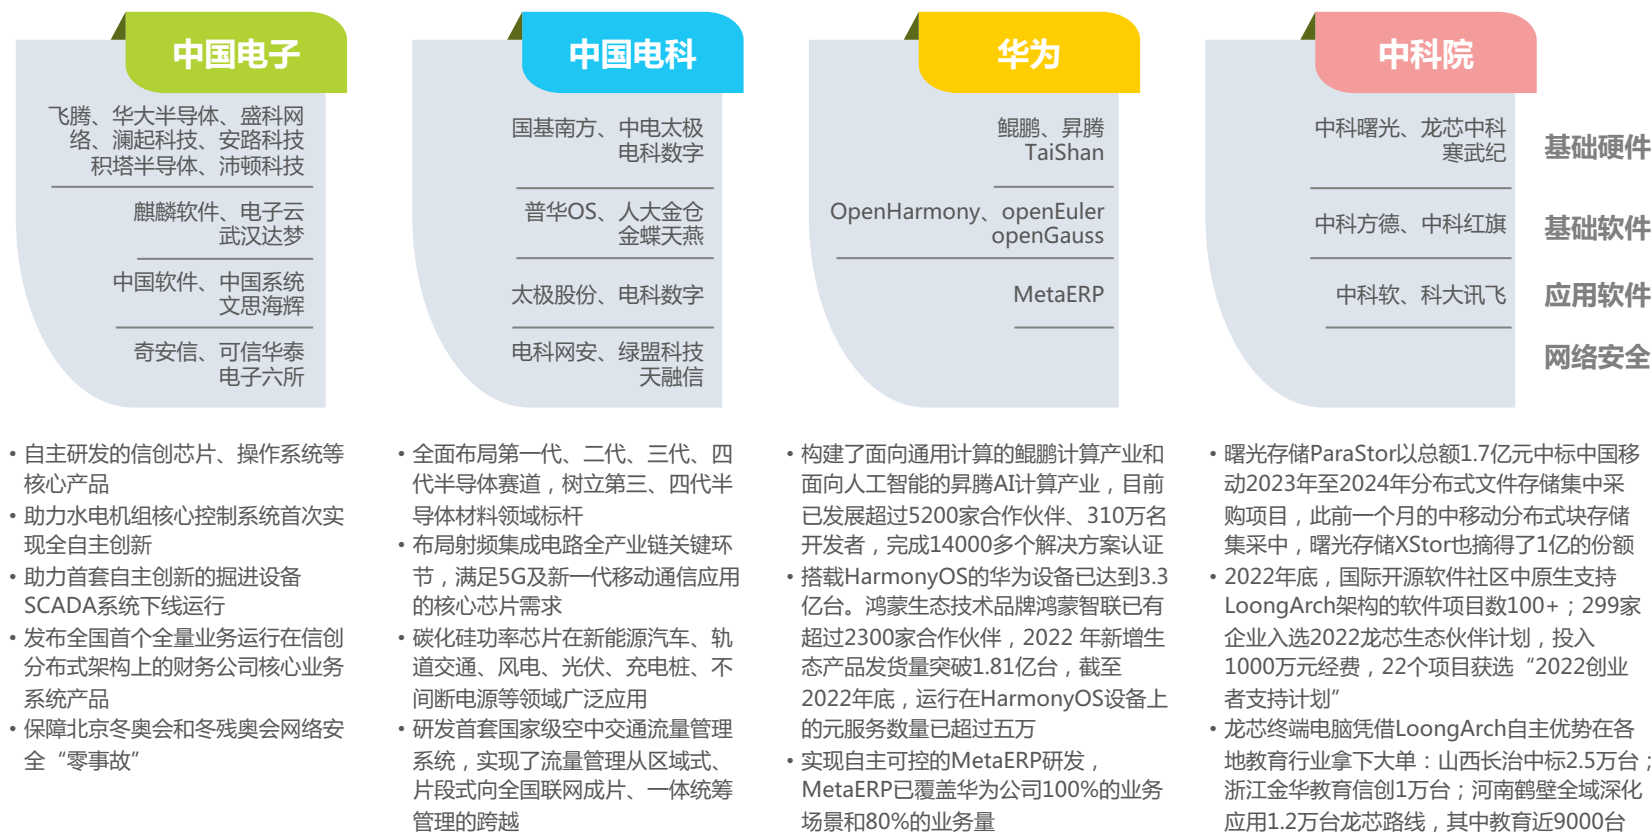 中国电子
飞腾、华大半导体、盛科网
络、澜起科技、安路科技
积塔半导体、沛顿科技
麒麟软件、电子云
武汉达梦
中国软件、中国系统
文思海辉
奇安信、可信华泰
电子六所
中国电科
国基南方、中电太极
电科数字
普华OS、人大金仓
金蝶天燕
太极股份、电科数字
电科网安、绿盟科技
天融信
华为
鲲鹏、昇腾
TaiShan
OpenHarmony、openEuler
openGauss
MetaERP
中科院
中科曙光、龙芯中科
寒武纪
中科方德、中科红旗
中科软、科大讯飞
基础硬件
基础软件
应用软件
网络安全
•自主研发的信创芯片、操作系统等
核心产品
•助力水电机组核心控制系统首次实
现全自主创新
•助力首套自主创新的掘进设备
SCADA系统下线运行
•发布全国首个全量业务运行在信创
分布式架构上的财务公司核心业务
系统产品
•保障北京冬奥会和冬残奥会网络安
全“零事故”
•全面布局第一代、二代、三代、四
代半导体赛道，树立第三、四代半
导体材料领域标杆
•布局射频集成电路全产业链关键环
节，满足5G及新一代移动通信应用
的核心芯片需求
•碳化硅功率芯片在新能源汽车、轨
道交通、风电、光伏、充电桩、不
间断电源等领域广泛应用
•研发首套国家级空中交通流量管理
系统，实现了流量管理从区域式、
片段式向全国联网成片、一体统筹
管理的跨越
•构建了面向通用计算的鲲鹏计算产业和
面向人工智能的昇腾AI计算产业，目前
已发展超过5200家合作伙伴、310万名
开发者，完成14000多个解决方案认证
•搭载HarmonyOS的华为设备已达到3.3
亿台。鸿蒙生态技术品牌鸿蒙智联已有
超过2300家合作伙伴，2022 年新增生
态产品发货量突破1.81亿台，截至
2022年底，运行在HarmonyOS设备上
的元服务数量已超过五万
•实现自主可控的MetaERP研发，
MetaERP已覆盖华为公司100%的业务
场景和80%的业务量
•曙光存储ParaStor以总额1.7亿元中标中国移
动2023年至2024年分布式文件存储集中采
购项目，此前一个月的中移动分布式块存储
集采中，曙光存储XStor也摘得了1亿的份额
•2022年底，国际开源软件社区中原生支持
LoongArch架构的软件项目数100+；299家
企业入选2022龙芯生态伙伴计划，投入
1000万元经费，22个项目获选“2022创业
者支持计划”
•龙芯终端电脑凭借LoongArch自主优势在各
地教育行业拿下大单：山西长治中标2.5万台；
浙江金华教育信创1万台；河南鹤壁全域深化
应用1.2万台龙芯路线，其中教育近9000台